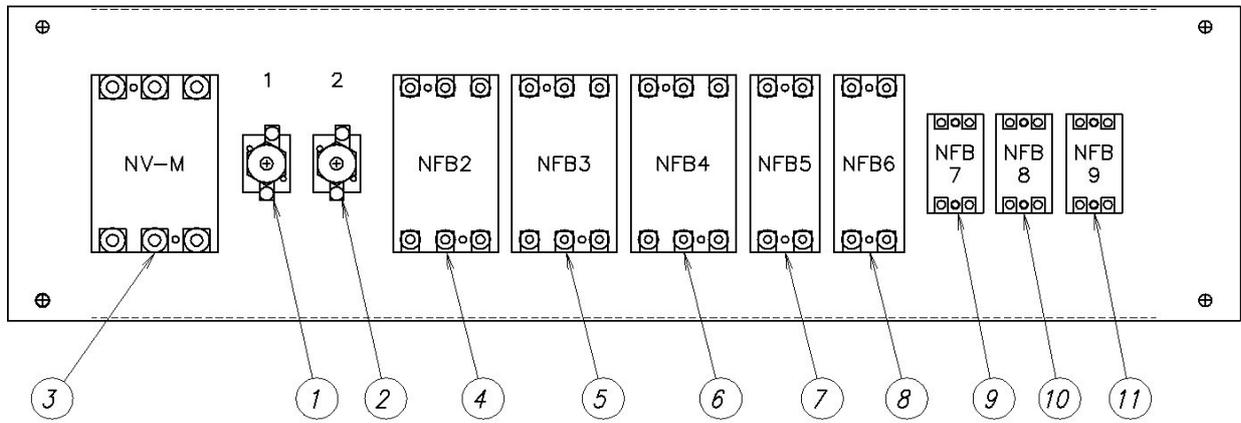 1 2
NV-M NFB2 NFB3 NFB4 NFB5 NFB6 NFB NFB NFB
7 8 9
3 1 2 4 5 6 7 8 9 10 11